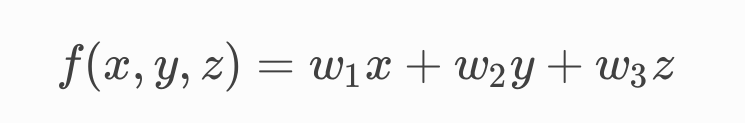 f(x, y, z) = w₁x + w₂y + w₃z